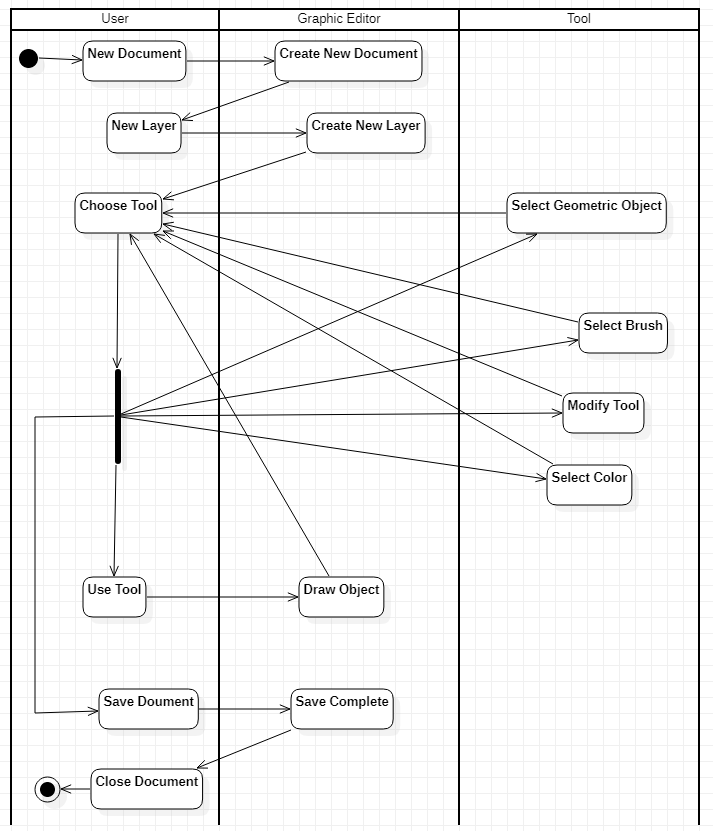 User
Graphic Editor
Tool
New Document
Create New Document
New Layer
Create New Layer
Choose Tool
Select Geometric Object
Select Brush
Modify Tool
Select Color
Use Tool
Draw Object
Save Doument
Save Complete
Close Document